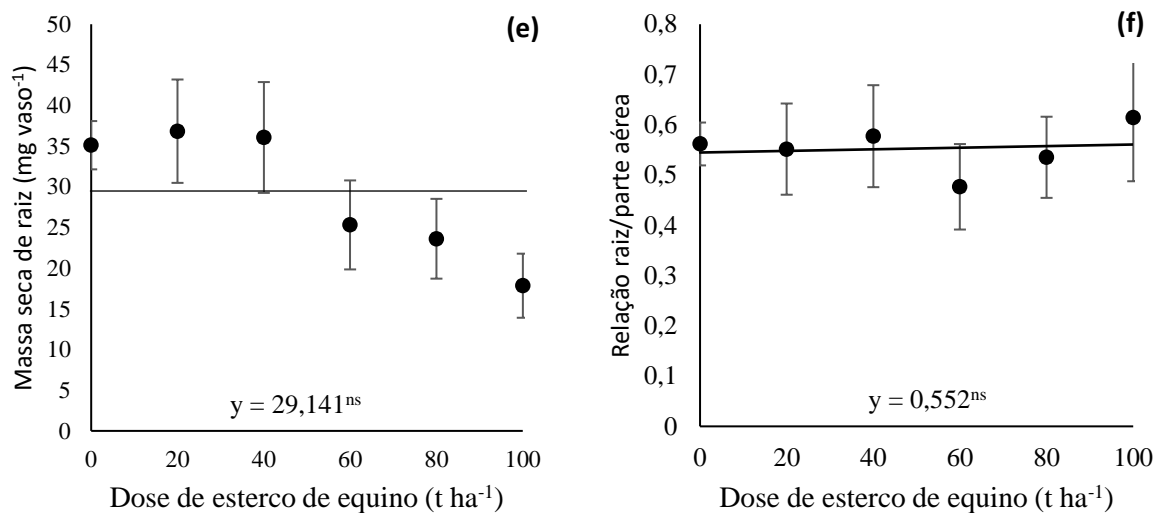 (e)
Massa seca de raiz (mg vaso-1)
50
45
40
35
30
25
20
15
10
5
0
y = 29,141ns
0 20 40 60 80 100
Dose de esterco de equino (t ha-1)
(f)
Relação raiz/parte aérea
0,8
0,7
0,6
0,5
0,4
0,3
0,2
0,1
0
y = 0,552ns
0 20 40 60 80 100
Dose de esterco de equino (t ha-1)